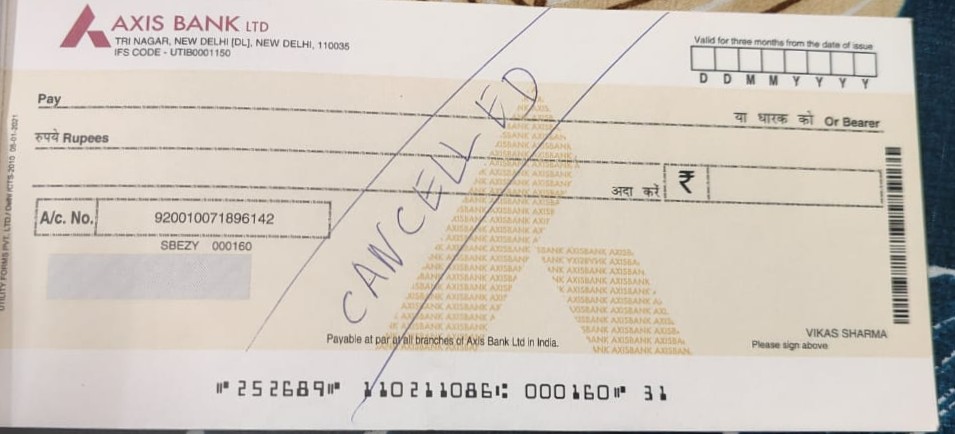 AXIS BANK LTD
TRI NAGAR, NEW DELHI [DL], NEW DELHI, 110035
IFS CODE - UTIB0001150
Valid for three months from the date of issue
D D M M Y Y Y Y
Pay
या धारक को Or Bearer
रुपये Rupees
अदा करें ₹
A/c. No. 920010071896142
SBEZY 000160
CANCELLED
Payable at par at all branches of Axis Bank Ltd in India.
VIKAS SHARMA
Please sign above
⑈252689⑈ 110211086⑆ 000160⑈ 31